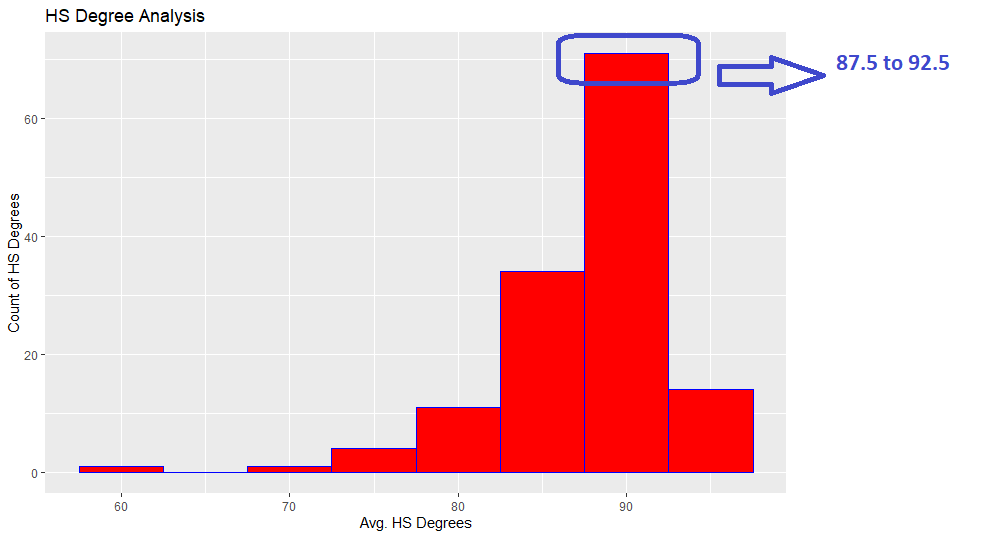 HS Degree Analysis
87.5 to 92.5
Count of HS Degrees
60
40
20
0
60
70
80
90
Avg. HS Degrees